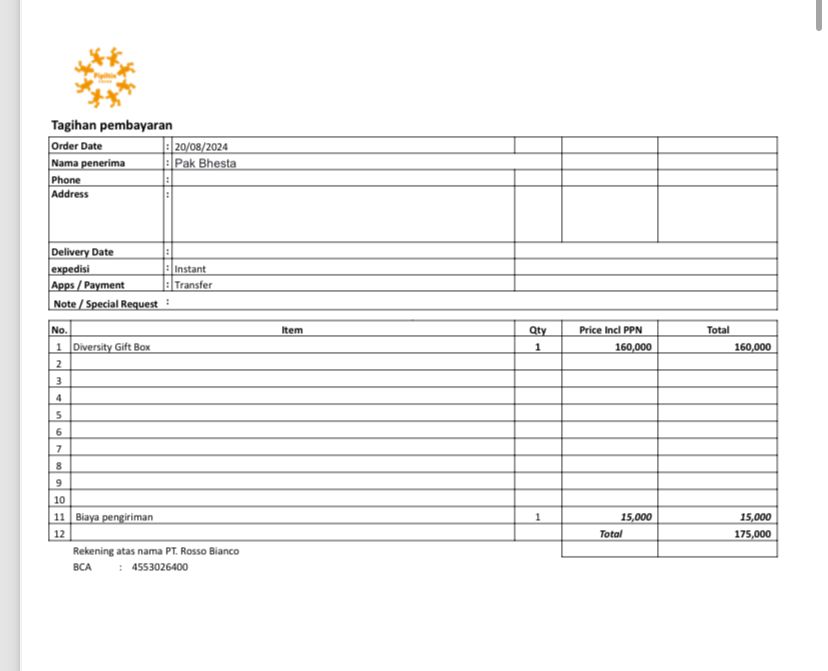 Pipiltin
Tagihan pembayaran
Order Date : 20/08/2024
Nama penerima : Pak Bhesta
Phone :
Address :
Delivery Date :
expedisi : Instant
Apps / Payment : Transfer
Note / Special Request :
No. Item Qty Price Incl PPN Total
1 Diversity Gift Box 1 160,000 160,000
2
3
4
5
6
7
8
9
10
11 Biaya pengiriman 1 15,000 15,000
12 Total 175,000
Rekening atas nama PT. Rosso Bianco
BCA : 4553026400